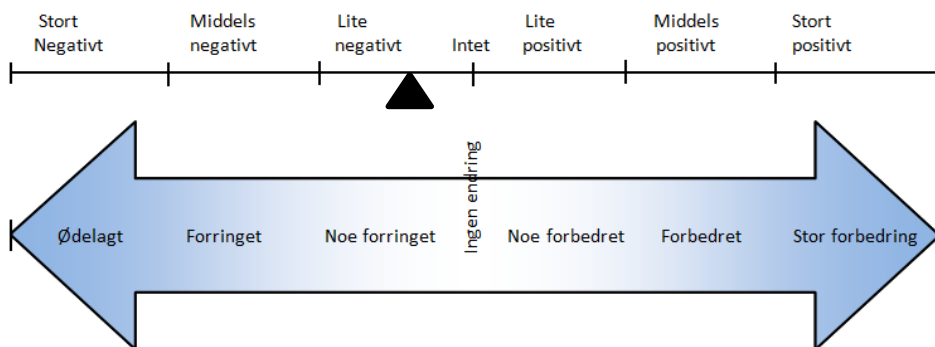 Stort
Negativt
Middels
negativt
Lite
negativt
Intet
Lite
positivt
Middels
positivt
Stort
positivt
Ingen endring
Ødelagt
Forringet
Noe forringet
Noe forbedret
Forbedret
Stor forbedring